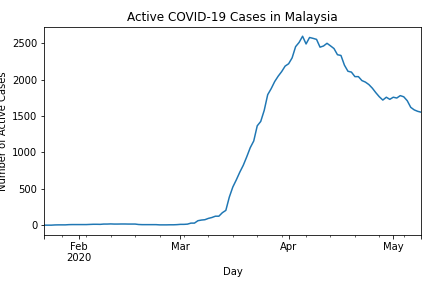 Active COVID-19 Cases in Malaysia
Number of Active Cases
2500
2000
1500
1000
500
0
Feb
2020
Mar
Apr
May
Day